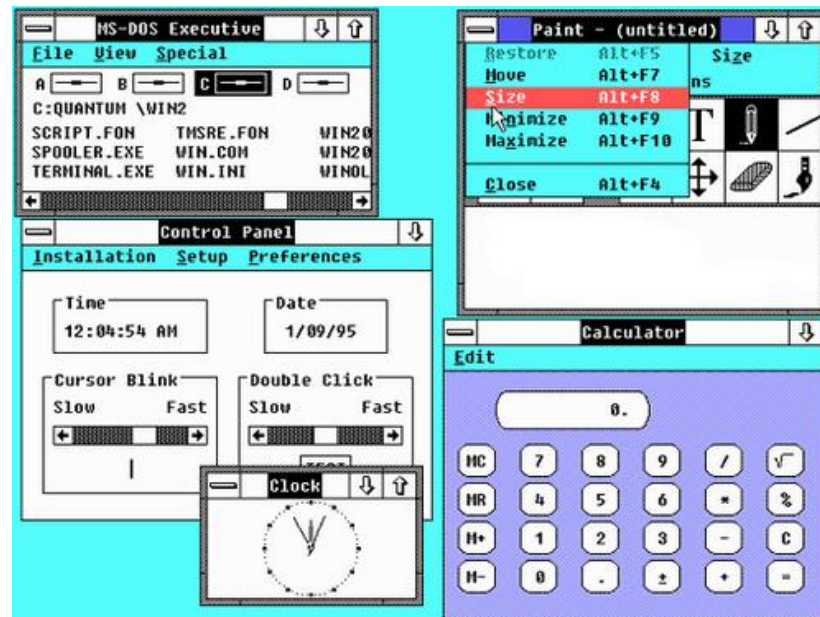 MS-DOS Executive
File View Special
A B C D
C:QUANTUM \WIN2
SCRIPT.FON TMSRE.FON WIN20
SPOOLER.EXE WIN.COM WIN20
TERMINAL.EXE WIN.INI WINOL
Paint - (untitled)
Restore Alt+F5
Move Alt+F7
Size Alt+F8
Minimize Alt+F9
Maximize Alt+F10
Close Alt+F4
Size
ns
T
Control Panel
Installation Setup Preferences
Time
12:04:54 AM
Date
1/09/95
Cursor Blink
Slow Fast
Double Click
Slow Fast
Clock
Calculator
Edit
0.
MC 7 8 9 / √
MR 4 5 6 * %
M+ 1 2 3 - C
M- 0 . ± + =